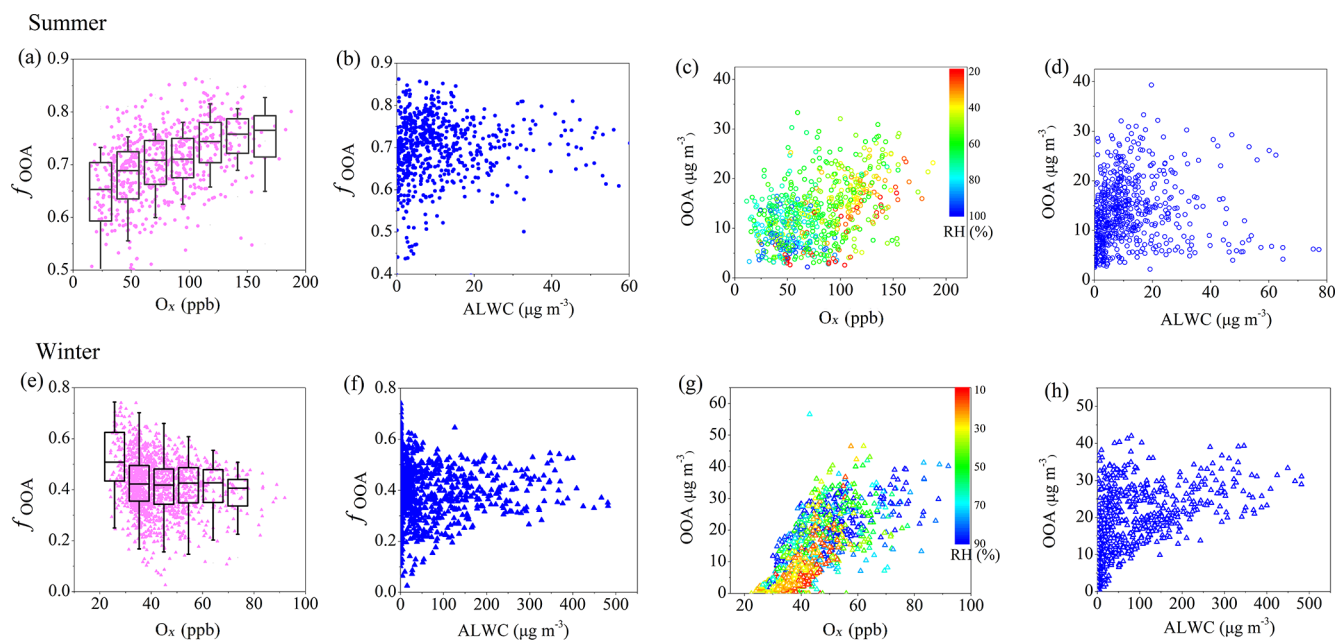 Summer
(a)
0.9
0.8
0.7
0.6
0.5
0 50 100 150 200
f OOA
Ox (ppb)
(b)
0.9
0.8
0.7
0.6
0.5
0.4
0 10 20 30 40 50 60
f OOA
ALWC (μg m-3)
(c)
40
30
20
10
0
0 50 100 150 200
OOA (μg m-3)
Ox (ppb)
20
40
60
80
100
RH (%)
(d)
40
30
20
10
0
0 20 40 60 80
OOA (μg m-3)
ALWC (μg m-3)
Winter
(e)
0.8
0.6
0.4
0.2
0.0
20 40 60 80 100
f OOA
Ox (ppb)
(f)
0.8
0.6
0.4
0.2
0.0
0 100 200 300 400 500
f OOA
ALWC (μg m-3)
(g)
60
50
40
30
20
10
0
20 40 60 80 100
OOA (μg m-3)
Ox (ppb)
10
30
50
70
90
RH (%)
(h)
50
40
30
20
10
0
0 100 200 300 400 500
OOA (μg m-3)
ALWC (μg m-3)